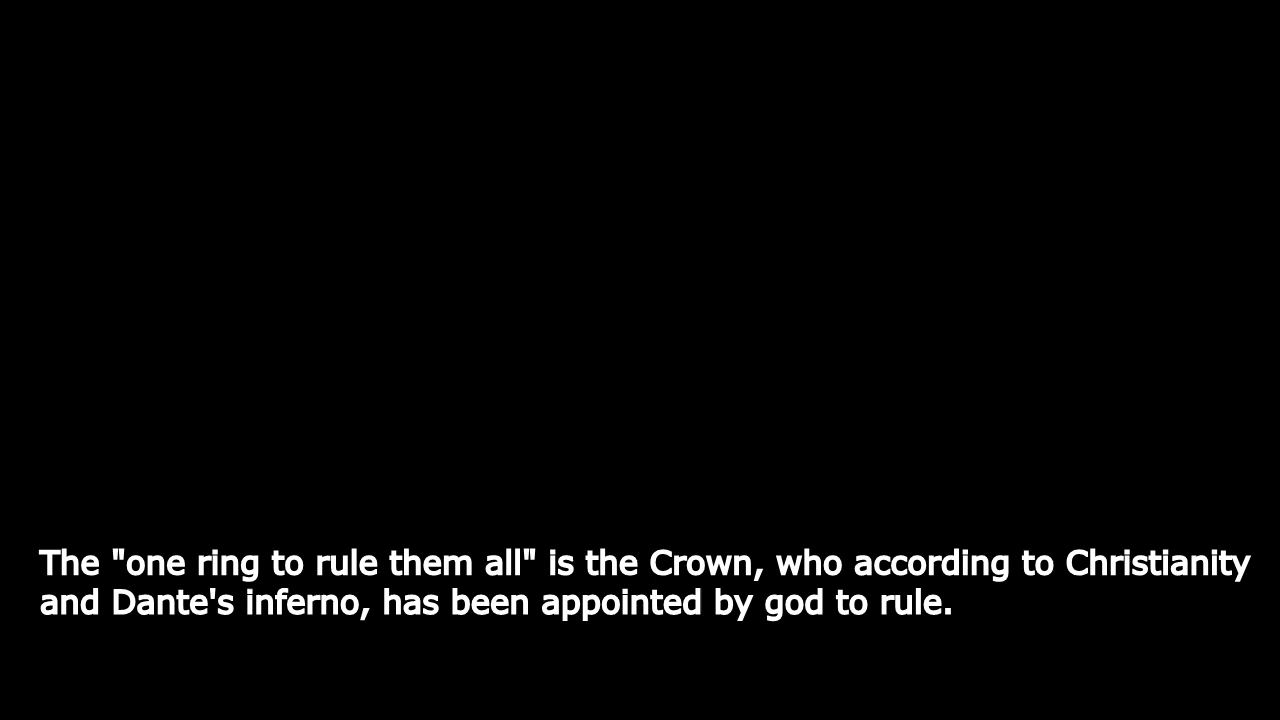 The "one ring to rule them all" is the Crown, who according to Christianity
and Dante's inferno, has been appointed by god to rule.